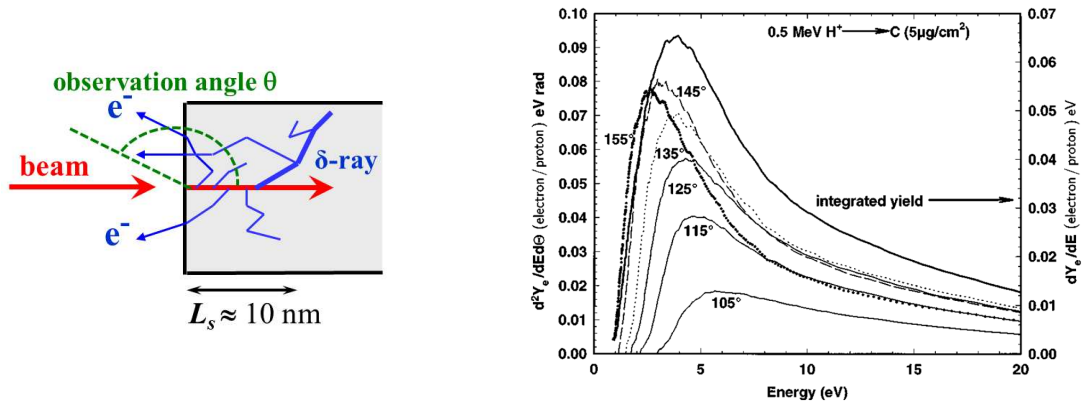 observation angle θ
e⁻
beam
δ-ray
e⁻
Lₛ ≈ 10 nm
0.5 MeV H⁺ → C (5μg/cm²)
155°
145°
135°
125°
115°
105°
integrated yield
d²Yₑ/dEdΘ (electron/proton) eV rad
0.10
0.09
0.08
0.07
0.06
0.05
0.04
0.03
0.02
0.01
0.00
0.07
0.06
0.05
0.04
0.03
0.02
0.01
0.00
dYₑ/dE (electron/proton) eV
0 5 10 15 20
Energy (eV)